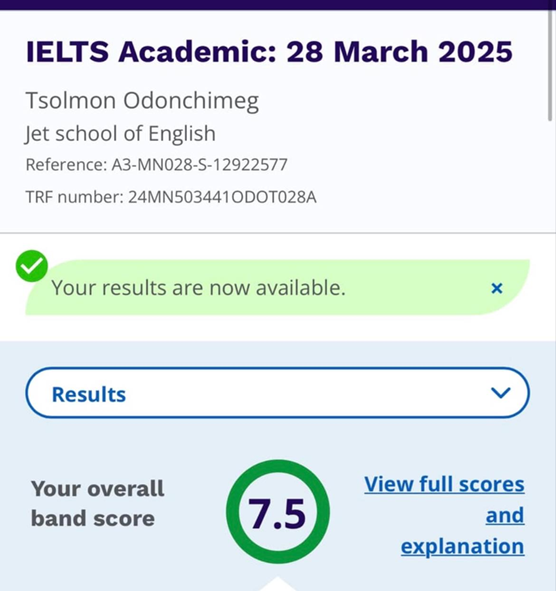 IELTS Academic: 28 March 2025
Tsolmon Odonchimeg
Jet school of English
Reference: A3-MN028-S-12922577
TRF number: 24MN503441ODOT028A
Your results are now available.
Results
Your overall
band score
7.5
View full scores
and
explanation